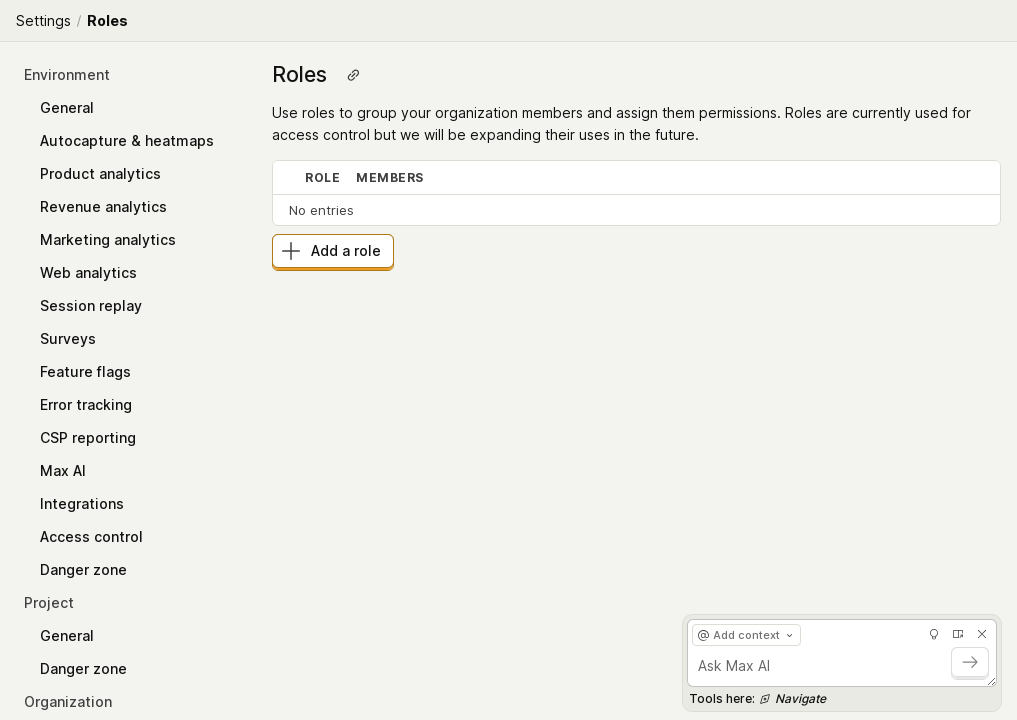 Settings / Roles
Environment
General
Autocapture & heatmaps
Product analytics
Revenue analytics
Marketing analytics
Web analytics
Session replay
Surveys
Feature flags
Error tracking
CSP reporting
Max AI
Integrations
Access control
Danger zone
Project
General
Danger zone
Organization
Roles
Use roles to group your organization members and assign them permissions. Roles are currently used for
access control but we will be expanding their uses in the future.
ROLE MEMBERS
No entries
Add a role
@ Add context
Ask Max AI
Tools here: Navigate